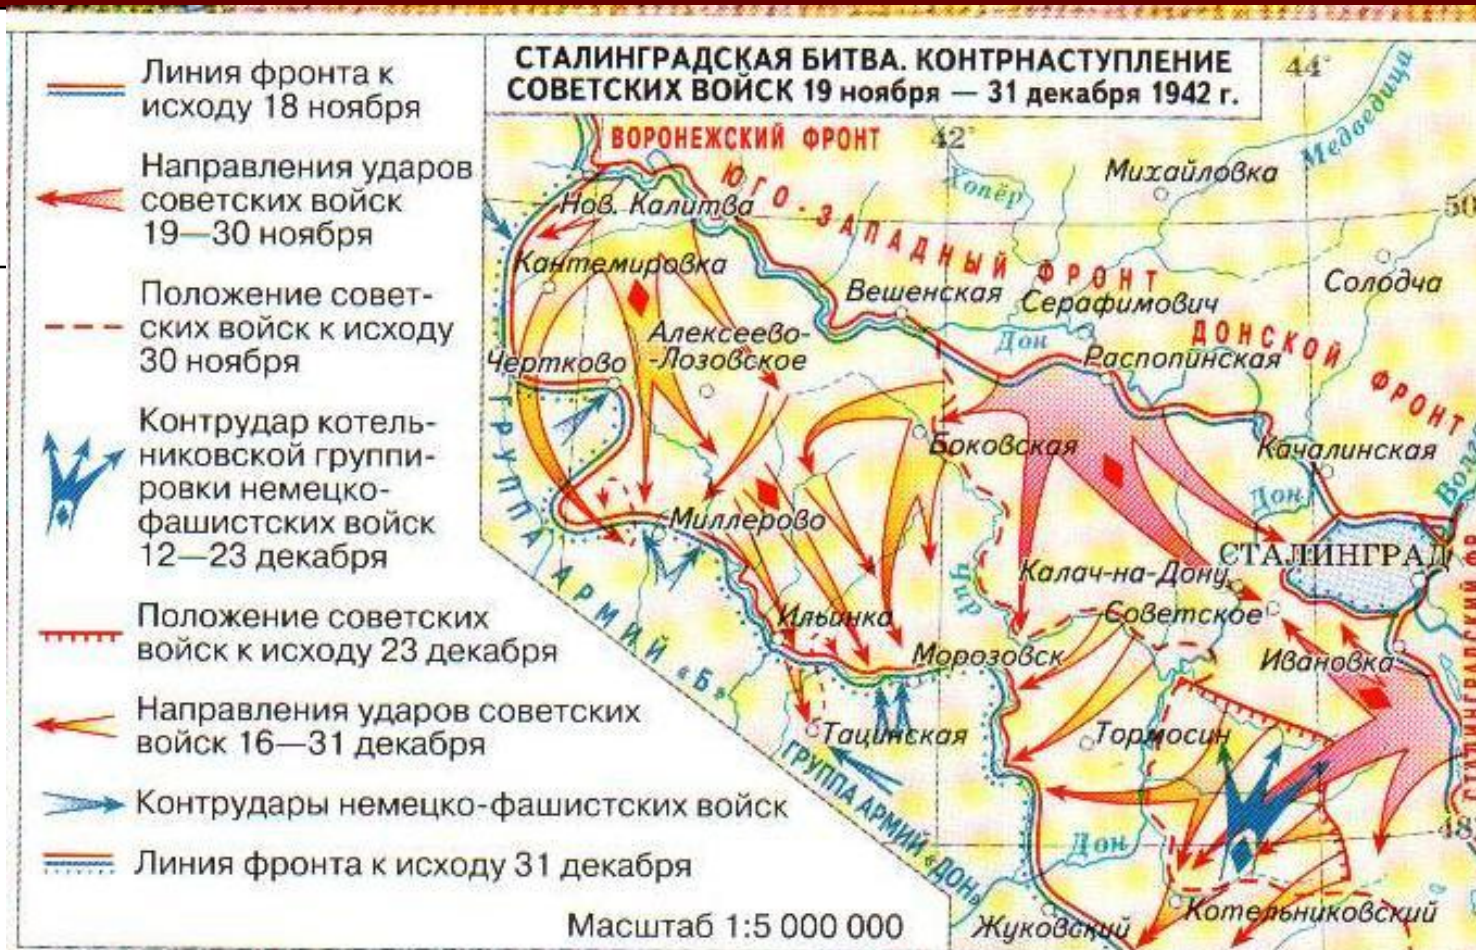 СТАЛИНГРАДСКАЯ БИТВА. КОНТРНАСТУПЛЕНИЕ
СОВЕТСКИХ ВОЙСК 19 ноября — 31 декабря 1942 г.
Линия фронта к
исходу 18 ноября
Направления ударов
советских войск
19—30 ноября
Положение совет-
ских войск к исходу
30 ноября
Контрудар котель-
никовской группи-
ровки немецко-
фашистских войск
12—23 декабря
Положение советских
войск к исходу 23 декабря
Направления ударов советских
войск 16—31 декабря
Контрудары немецко-фашистских войск
Линия фронта к исходу 31 декабря
Масштаб 1:5 000 000
44°
42°
50
48
ВОРОНЕЖСКИЙ ФРОНТ
ЮГО-ЗАПАДНЫЙ ФРОНТ
ДОНСКОЙ ФРОНТ
СТАЛИНГРАДСКИЙ ФР
Медведица
Хопёр
Михайловка
Нов. Калитва
Кантемировка
Вешенская
Серафимович
Солодча
Дон
Алексеево-
-Лозовское
Распопинская
Чертково
Боковская
Качалинская
Дон
Волг
Миллерово
СТАЛИНГРАД
Калач-на-Дону
Чир
Советское
Ильинка
Морозовск
Ивановка
Тацинская
Тормосин
Дон
Котельниковский
Жуковский
ГРУППА АРМИЙ «Б»
ГРУППА АРМИЙ «ДОН»